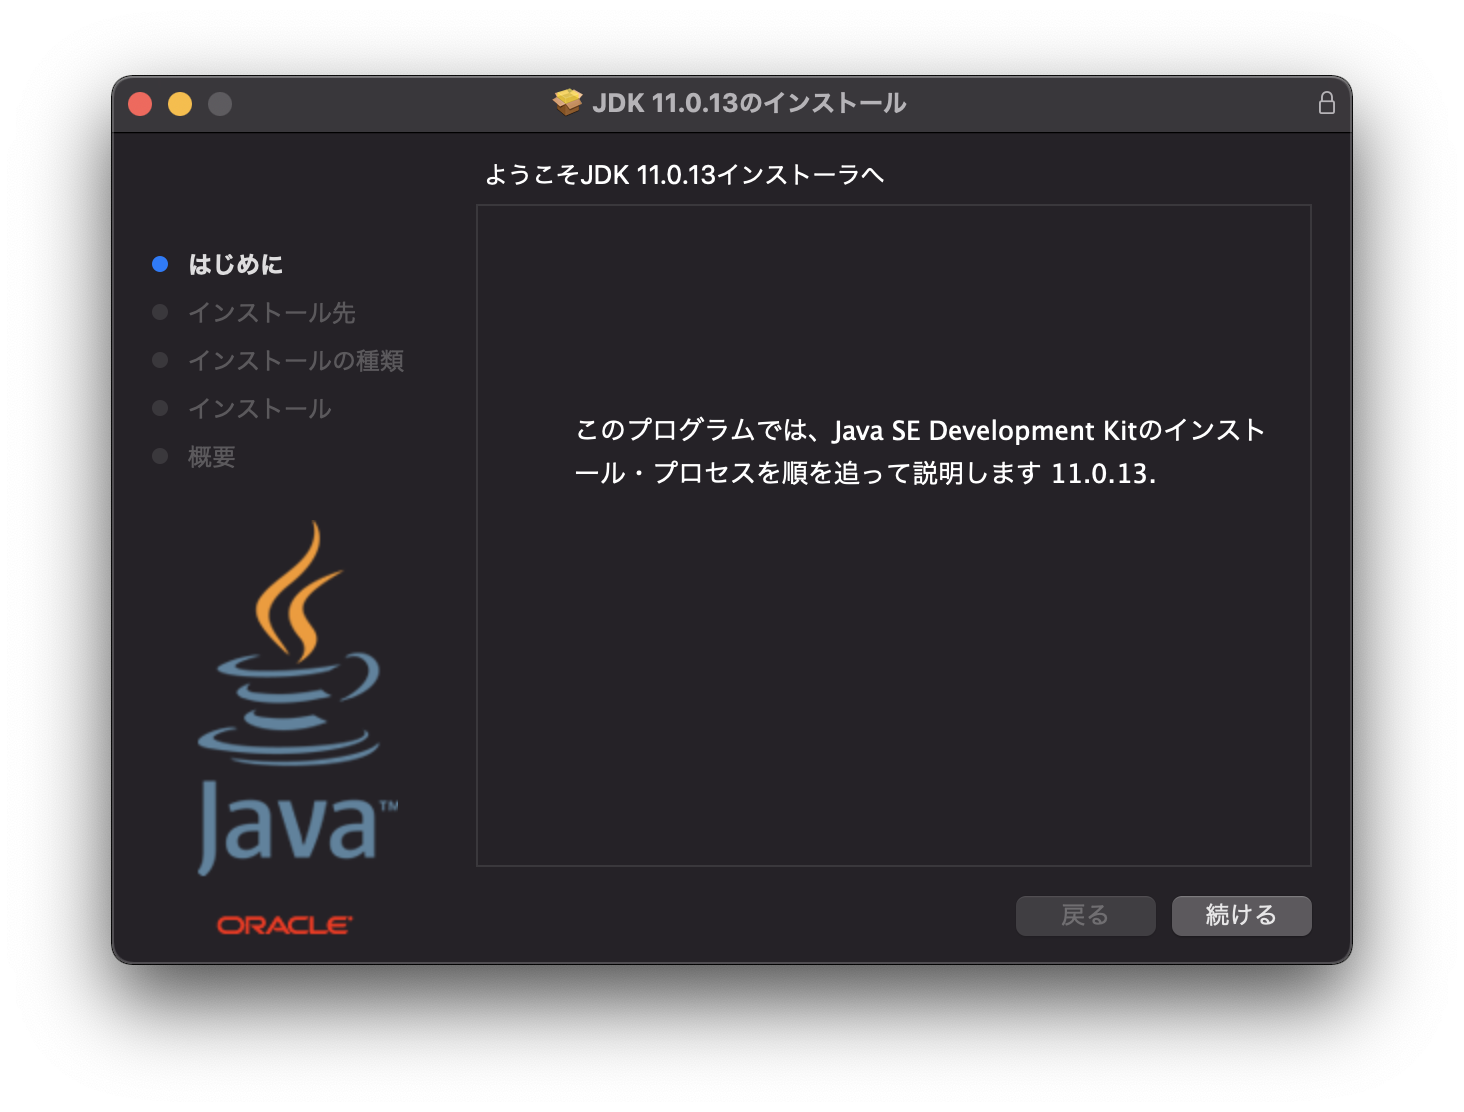 JDK 11.0.13のインストール
ようこそJDK 11.0.13インストーラへ
はじめに
インストール先
インストールの種類
インストール
概要
このプログラムでは、Java SE Development Kitのインスト
ール・プロセスを順を追って説明します 11.0.13.
Java™
ORACLE®
戻る
続ける